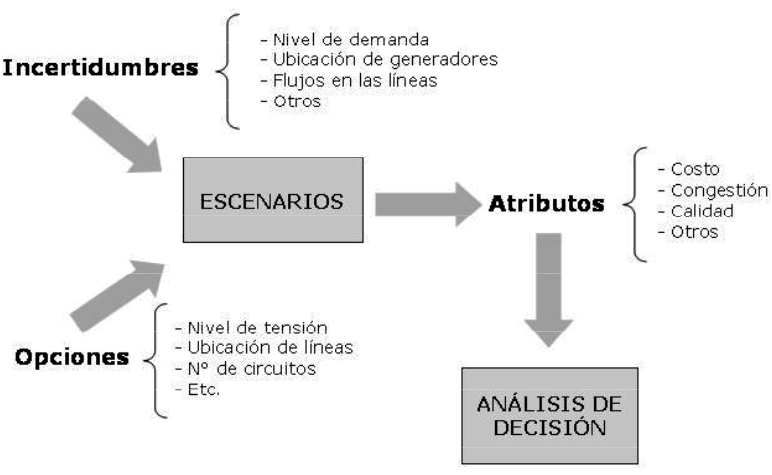 Incertidumbres
- Nivel de demanda
- Ubicación de generadores
- Flujos en las líneas
- Otros
ESCENARIOS
Atributos
- Costo
- Congestión
- Calidad
- Otros
Opciones
- Nivel de tensión
- Ubicación de líneas
- Nº de circuitos
- Etc.
ANÁLISIS DE
DECISIÓN